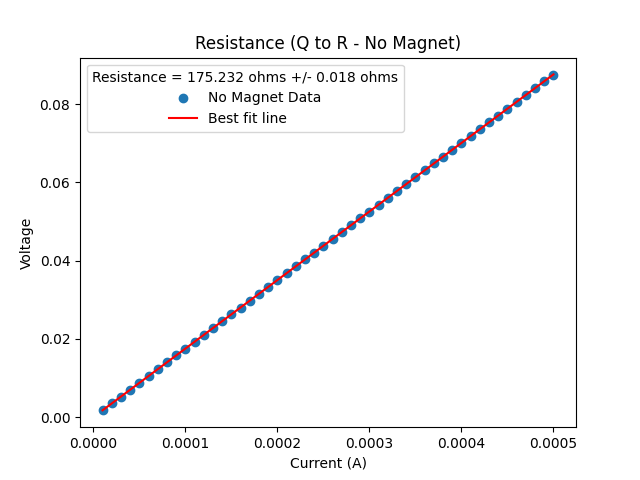 Resistance (Q to R - No Magnet)
Resistance = 175.232 ohms +/- 0.018 ohms
No Magnet Data
Best fit line
0.08
0.06
0.04
0.02
0.00
Voltage
0.0000 0.0001 0.0002 0.0003 0.0004 0.0005
Current (A)